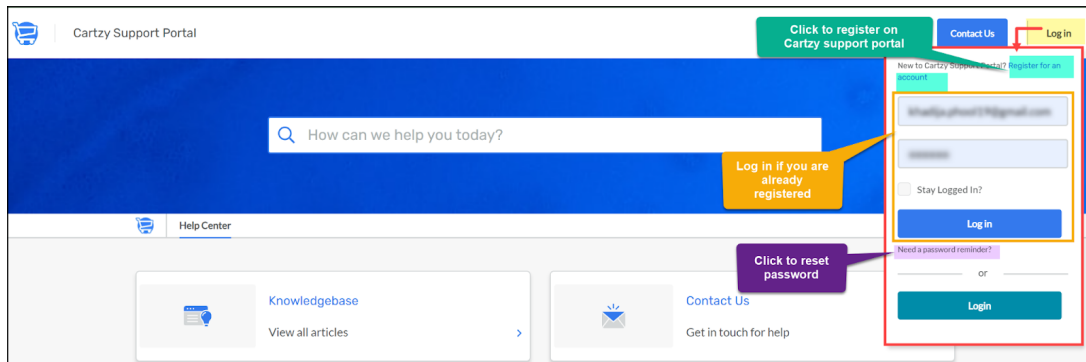 Cartzy Support Portal
Click to register on
Cartzy support portal
Contact Us
Log in
New to Cartzy Support Portal? Register for an
account
How can we help you today?
Log in if you are
already
registered
Stay Logged In?
Log in
Help Center
Need a password reminder?
Click to reset
password
or
Login
Knowledgebase
View all articles
Contact Us
Get in touch for help